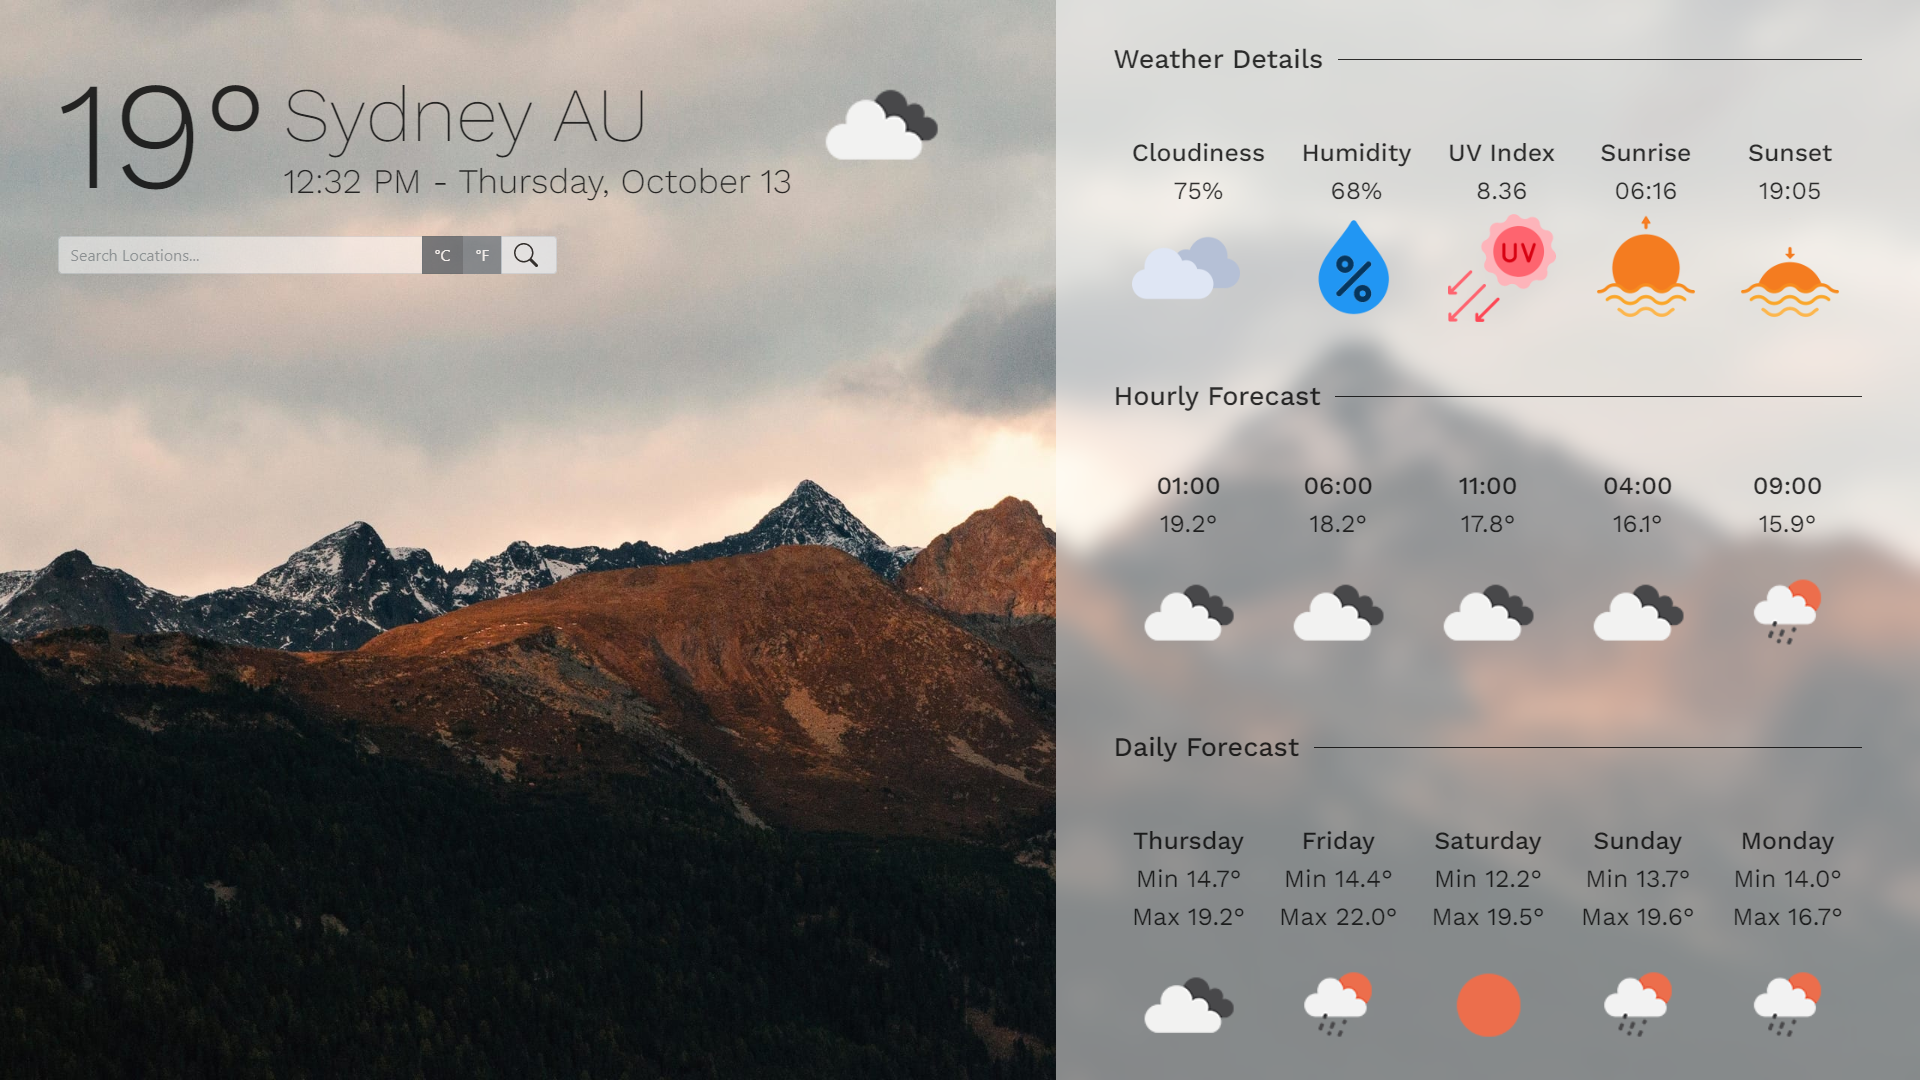 19°
Sydney AU
12:32 PM - Thursday, October 13
Search Locations...
°C °F
Weather Details
Cloudiness Humidity UV Index Sunrise Sunset
75% 68% 8.36 06:16 19:05
UV
%
Hourly Forecast
01:00 06:00 11:00 04:00 09:00
19.2° 18.2° 17.8° 16.1° 15.9°
Daily Forecast
Thursday Friday Saturday Sunday Monday
Min 14.7° Min 14.4° Min 12.2° Min 13.7° Min 14.0°
Max 19.2° Max 22.0° Max 19.5° Max 19.6° Max 16.7°